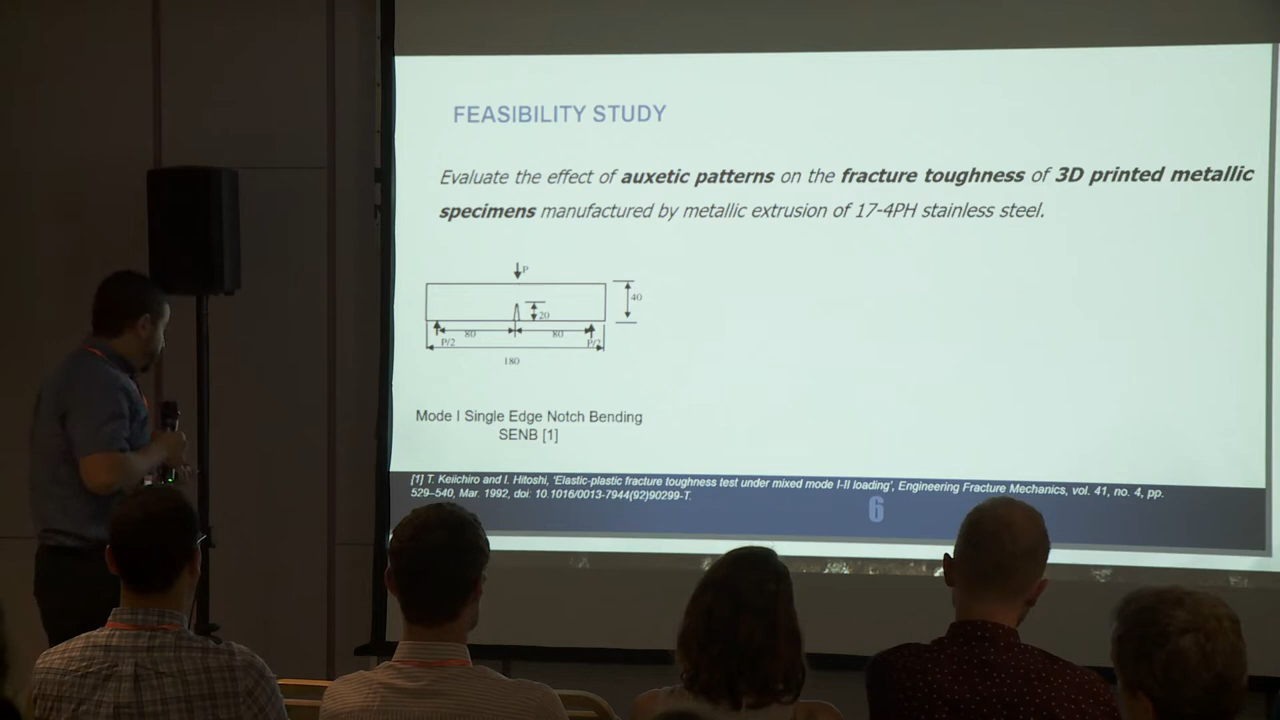 FEASIBILITY STUDY
Evaluate the effect of auxetic patterns on the fracture toughness of 3D printed metallic
specimens manufactured by metallic extrusion of 17-4PH stainless steel.
P
40
20
80
80
P/2
P/2
180
Mode I Single Edge Notch Bending
SENB [1]
[1] T. Keiichiro and I. Hitoshi, 'Elastic-plastic fracture toughness test under mixed mode I-II loading', Engineering Fracture Mechanics, vol. 41, no. 4, pp.
529–540, Mar. 1992, doi: 10.1016/0013-7944(92)90299-T.
6